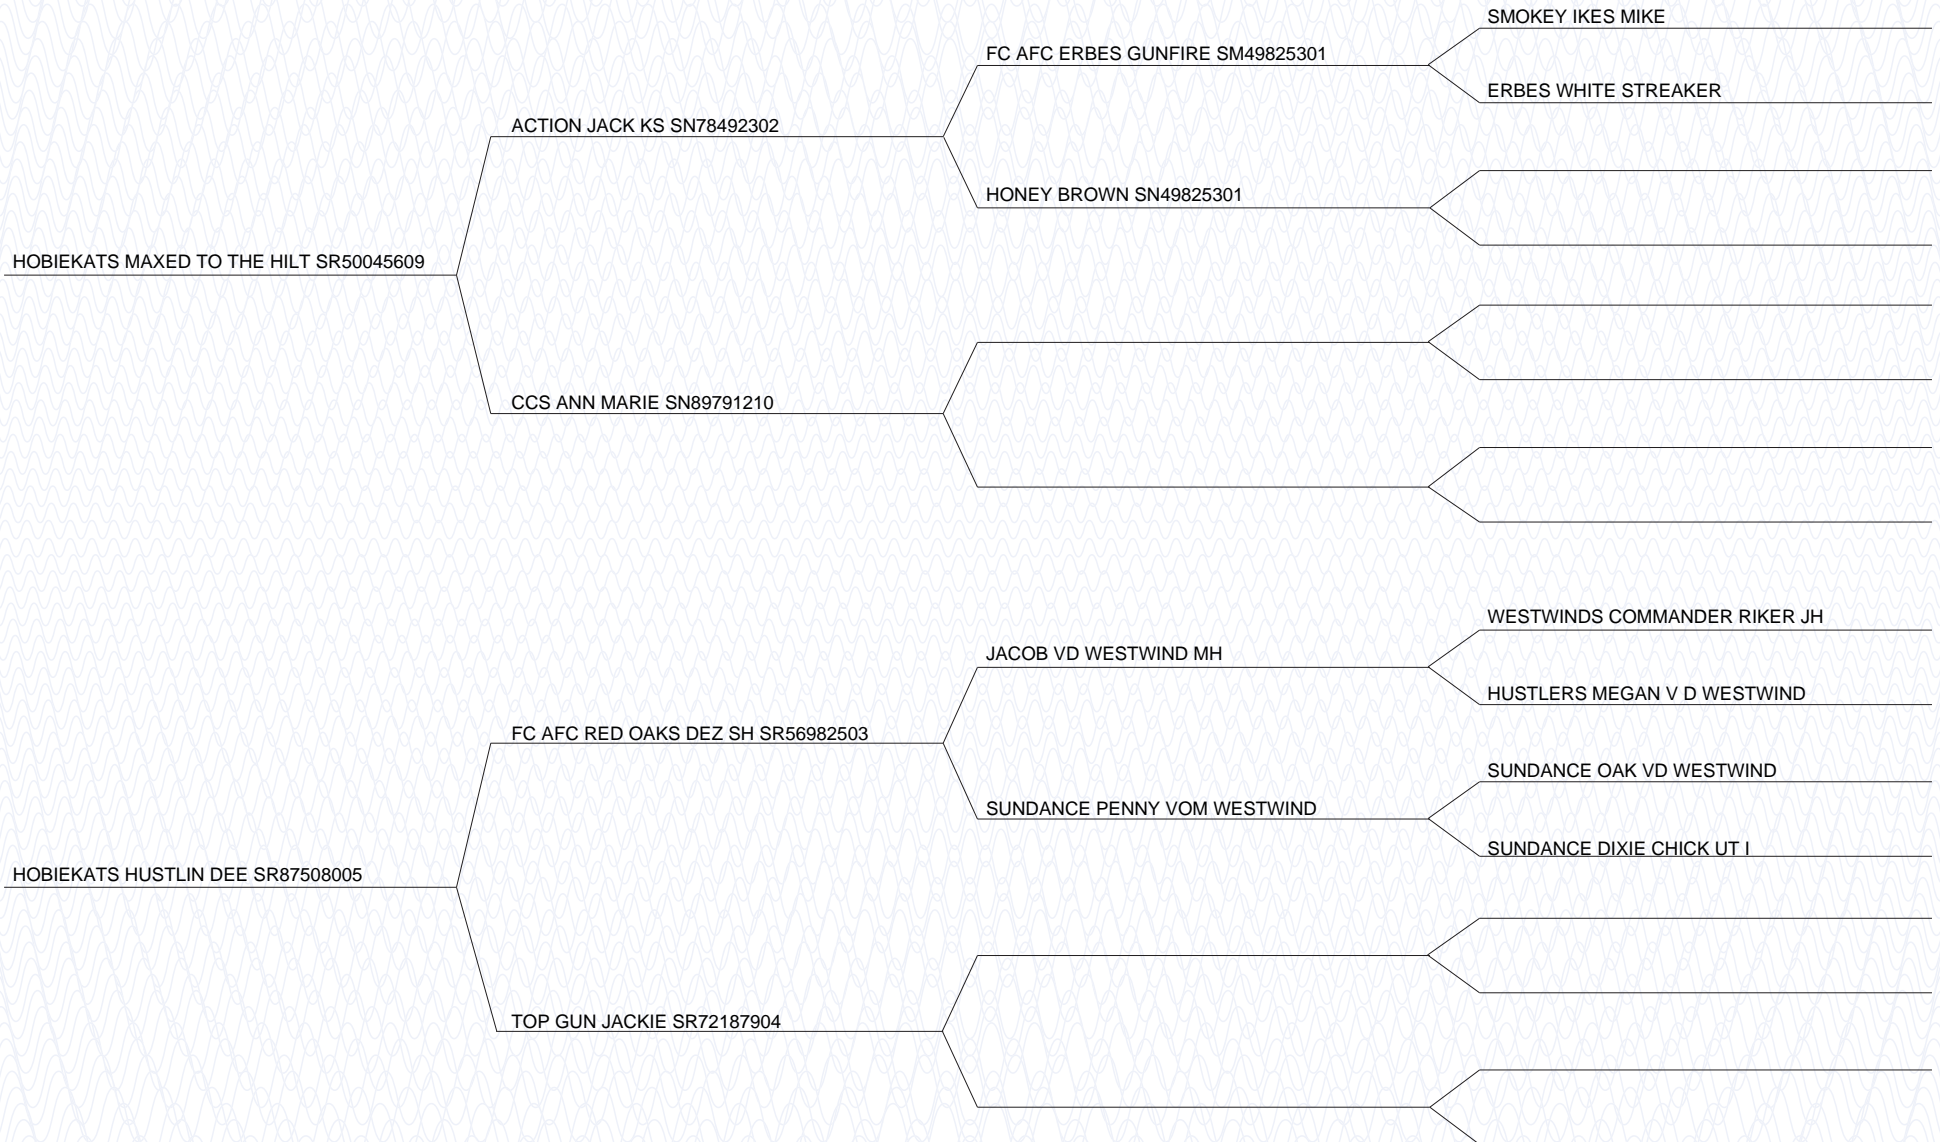 SMOKEY IKES MIKE
FC AFC ERBES GUNFIRE SM49825301
ERBES WHITE STREAKER
ACTION JACK KS SN78492302
HONEY BROWN SN49825301
HOBIEKATS MAXED TO THE HILT SR50045609
CCS ANN MARIE SN89791210
WESTWINDS COMMANDER RIKER JH
JACOB VD WESTWIND MH
HUSTLERS MEGAN V D WESTWIND
FC AFC RED OAKS DEZ SH SR56982503
SUNDANCE OAK VD WESTWIND
SUNDANCE PENNY VOM WESTWIND
SUNDANCE DIXIE CHICK UT I
HOBIEKATS HUSTLIN DEE SR87508005
TOP GUN JACKIE SR72187904